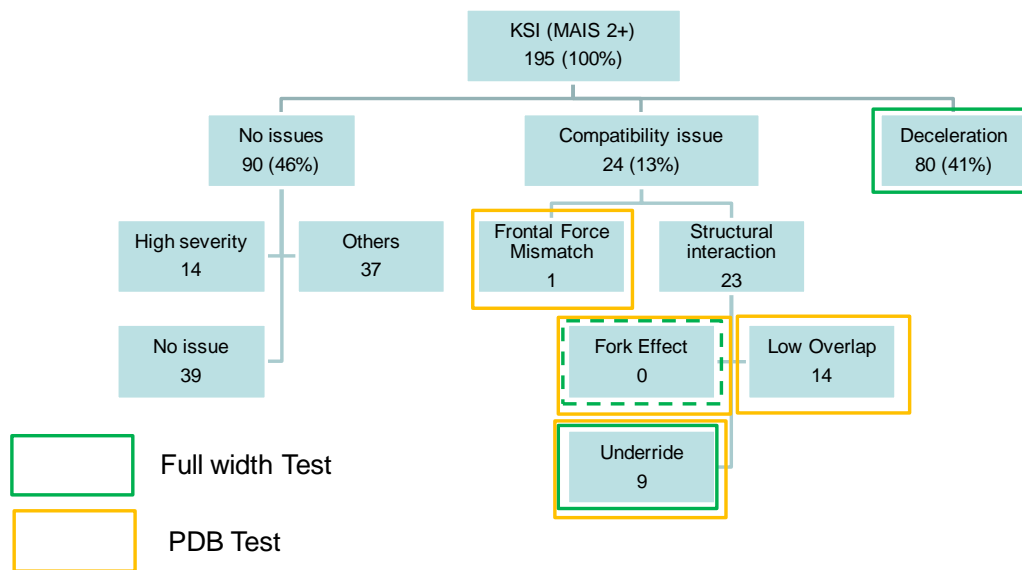 KSI (MAIS 2+)
195 (100%)
No issues
90 (46%)
Compatibility issue
24 (13%)
Deceleration
80 (41%)
High severity
14
Others
37
Frontal Force
Mismatch
1
Structural
interaction
23
No issue
39
Fork Effect
0
Low Overlap
14
Underride
9
Full width Test
PDB Test